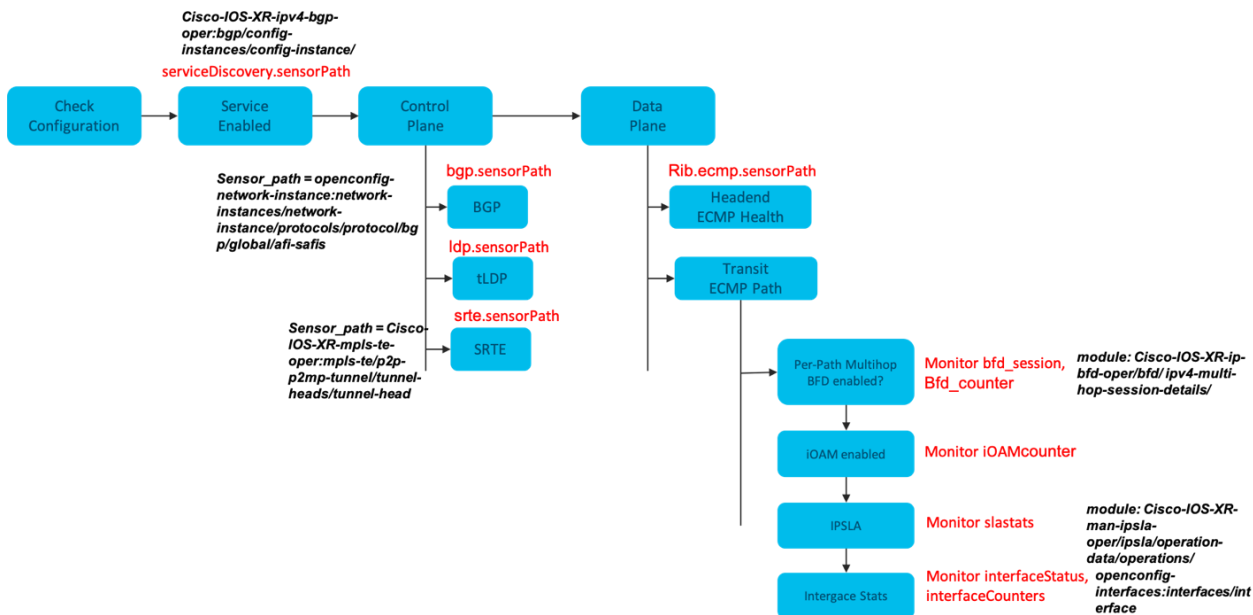 Cisco-IOS-XR-ipv4-bgp-
oper:bgp/config-
instances/config-instance/
serviceDiscovery.sensorPath
Check
Configuration
Service
Enabled
Control
Plane
Data
Plane
Sensor_path = openconfig-
network-instance:network-
instances/network-
instance/protocols/protocol/bg
p/global/afi-safis
bgp.sensorPath
BGP
ldp.sensorPath
tLDP
Sensor_path = Cisco-
IOS-XR-mpls-te-
oper:mpls-te/p2p-
p2mp-tunnel/tunnel-
heads/tunnel-head
srte.sensorPath
SRTE
Rib.ecmp.sensorPath
Headend
ECMP Health
Transit
ECMP Path
Per-Path Multihop
BFD enabled?
Monitor bfd_session,
Bfd_counter
module: Cisco-IOS-XR-ip-
bfd-oper/bfd/ ipv4-multi-
hop-session-details/
iOAM enabled
Monitor iOAMcounter
IPSLA
Monitor slastats
module: Cisco-IOS-XR-
man-ipsla-
oper/ipsla/operation-
data/operations/
Intergace Stats
Monitor interfaceStatus,
interfaceCounters
openconfig-
interfaces:interfaces/int
erface